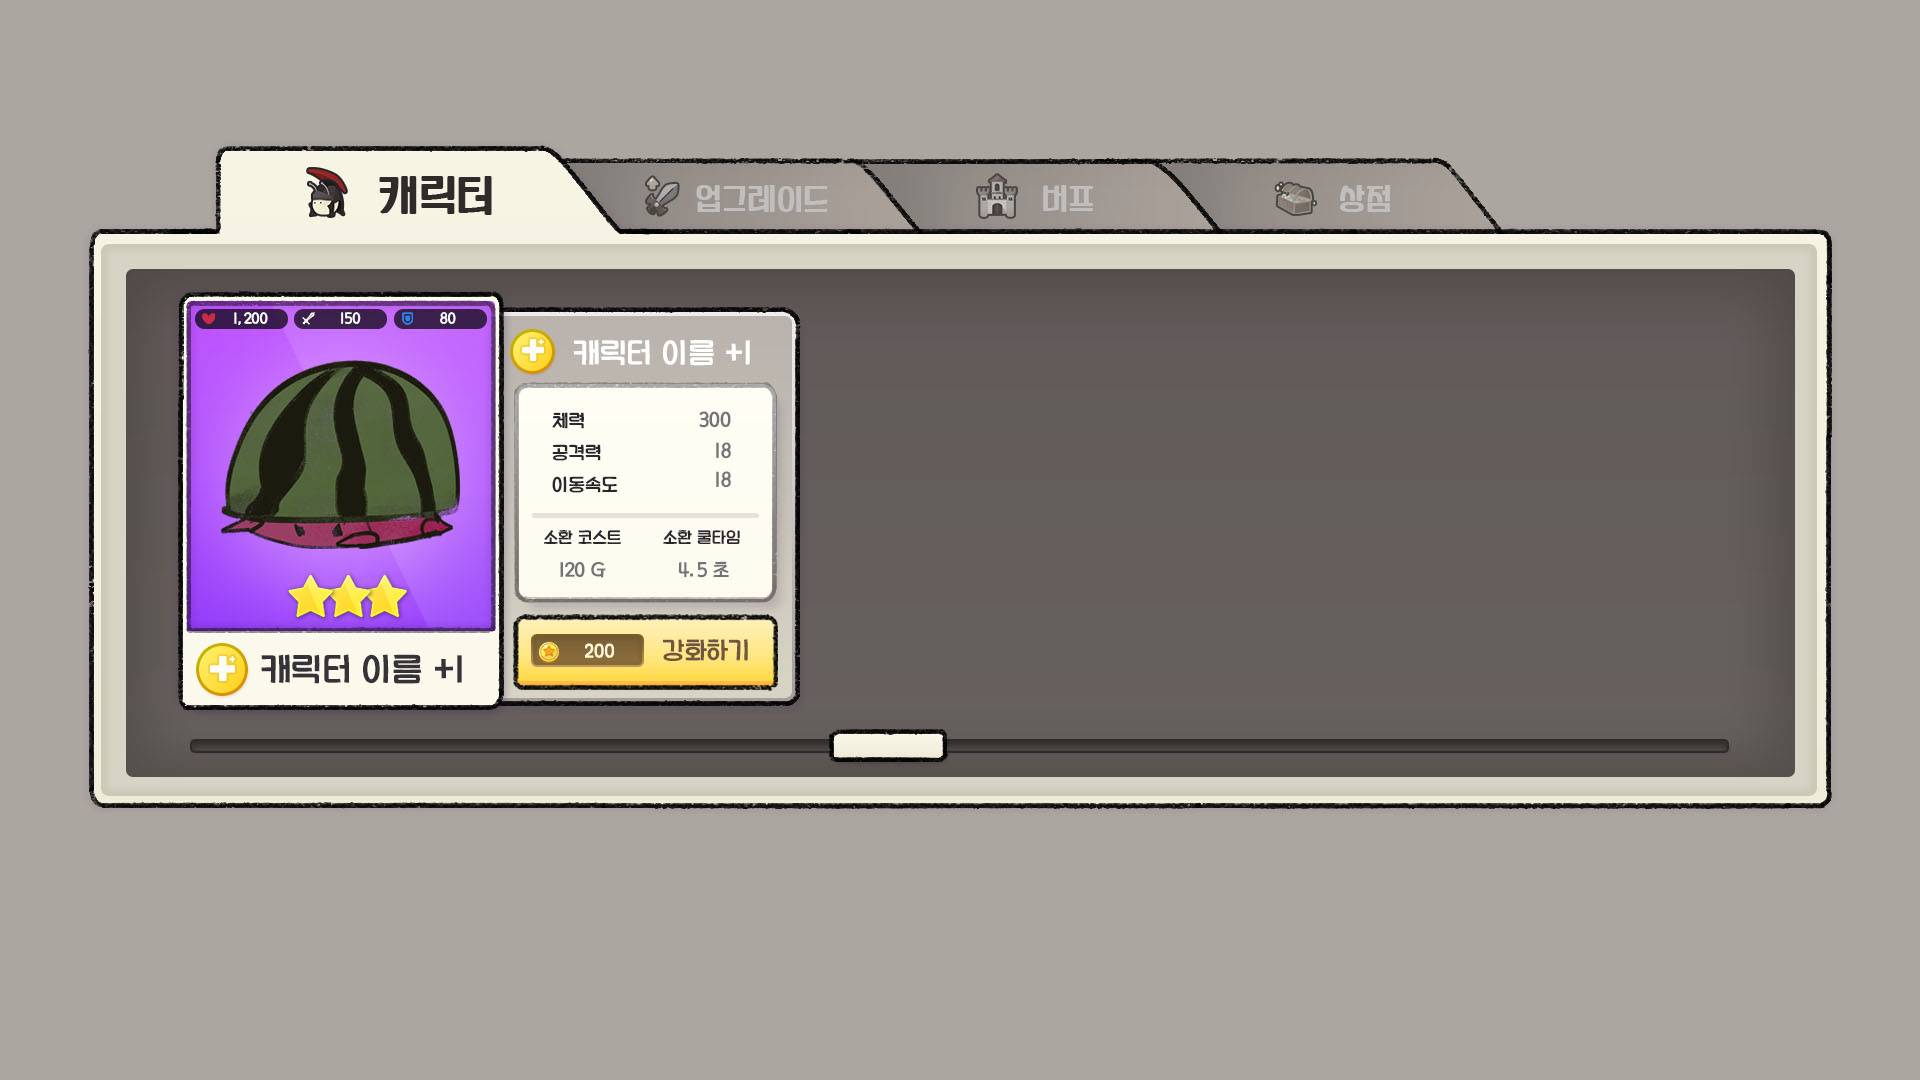 캐릭터
업그레이드
버프
상점
1,200
150
80
캐릭터 이름 +1
캐릭터 이름 +1
체력 300
공격력 18
이동속도 18
소환 코스트 소환 쿨타임
120 G 4.5 초
200 강화하기